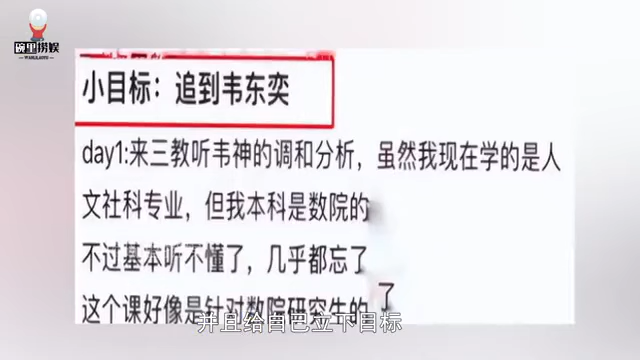 碗里捞娱
小目标：追到韦东奕
day1:来三教听韦神的调和分析，虽然我现在学的是人
文社科专业，但我本科是数院的
不过基本听不懂了，几乎都忘了
这个课好像是针对数院研究生的了
并且给自己立下目标